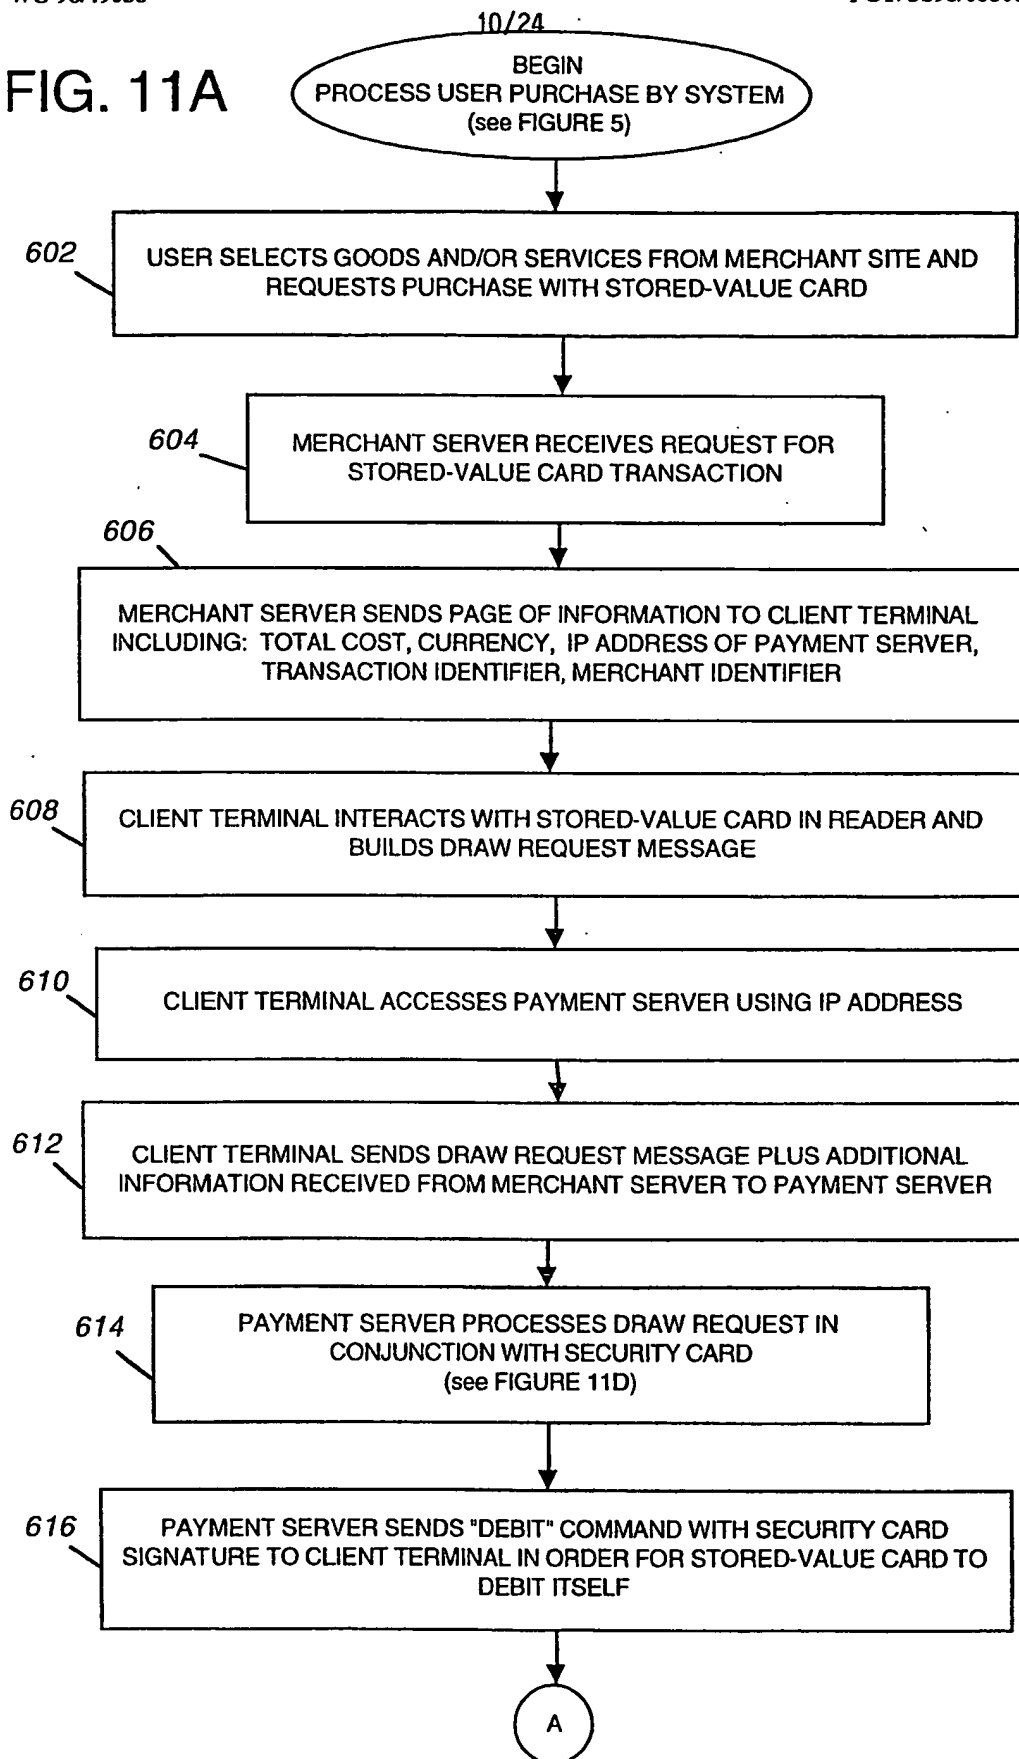 10/24
FIG. 11A
BEGIN
PROCESS USER PURCHASE BY SYSTEM
(see FIGURE 5)
602
USER SELECTS GOODS AND/OR SERVICES FROM MERCHANT SITE AND
REQUESTS PURCHASE WITH STORED-VALUE CARD
604
MERCHANT SERVER RECEIVES REQUEST FOR
STORED-VALUE CARD TRANSACTION
606
MERCHANT SERVER SENDS PAGE OF INFORMATION TO CLIENT TERMINAL
INCLUDING: TOTAL COST, CURRENCY, IP ADDRESS OF PAYMENT SERVER,
TRANSACTION IDENTIFIER, MERCHANT IDENTIFIER
608
CLIENT TERMINAL INTERACTS WITH STORED-VALUE CARD IN READER AND
BUILDS DRAW REQUEST MESSAGE
610
CLIENT TERMINAL ACCESSES PAYMENT SERVER USING IP ADDRESS
612
CLIENT TERMINAL SENDS DRAW REQUEST MESSAGE PLUS ADDITIONAL
INFORMATION RECEIVED FROM MERCHANT SERVER TO PAYMENT SERVER
614
PAYMENT SERVER PROCESSES DRAW REQUEST IN
CONJUNCTION WITH SECURITY CARD
(see FIGURE 11D)
616
PAYMENT SERVER SENDS "DEBIT" COMMAND WITH SECURITY CARD
SIGNATURE TO CLIENT TERMINAL IN ORDER FOR STORED-VALUE CARD TO
DEBIT ITSELF
A